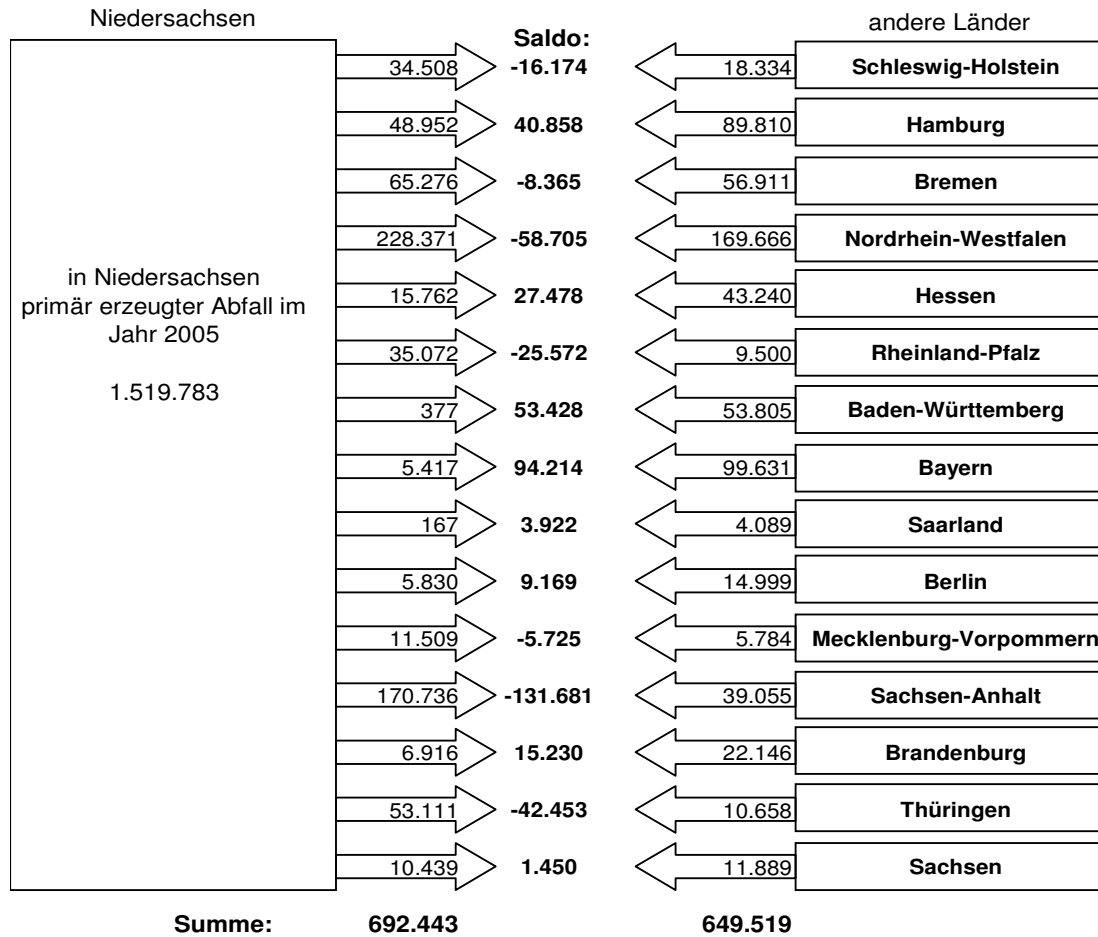 Niedersachsen
andere Länder
Saldo:
34.508 -16.174 18.334 Schleswig-Holstein
48.952 40.858 89.810 Hamburg
65.276 -8.365 56.911 Bremen
228.371 -58.705 169.666 Nordrhein-Westfalen
in Niedersachsen
primär erzeugter Abfall im
Jahr 2005
1.519.783
15.762 27.478 43.240 Hessen
35.072 -25.572 9.500 Rheinland-Pfalz
377 53.428 53.805 Baden-Württemberg
5.417 94.214 99.631 Bayern
167 3.922 4.089 Saarland
5.830 9.169 14.999 Berlin
11.509 -5.725 5.784 Mecklenburg-Vorpommern
170.736 -131.681 39.055 Sachsen-Anhalt
6.916 15.230 22.146 Brandenburg
53.111 -42.453 10.658 Thüringen
10.439 1.450 11.889 Sachsen
Summe: 692.443 649.519